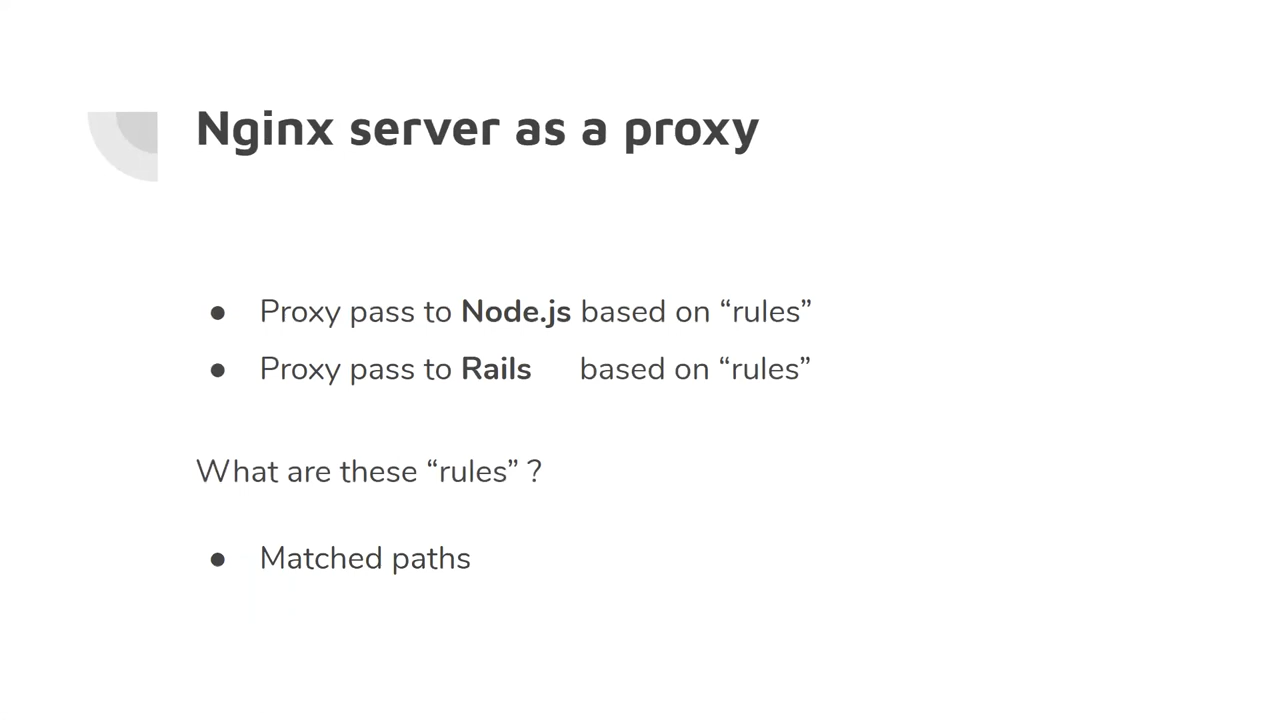 Nginx server as a proxy
● Proxy pass to Node.js based on “rules”
● Proxy pass to Rails based on “rules”
What are these “rules” ?
● Matched paths